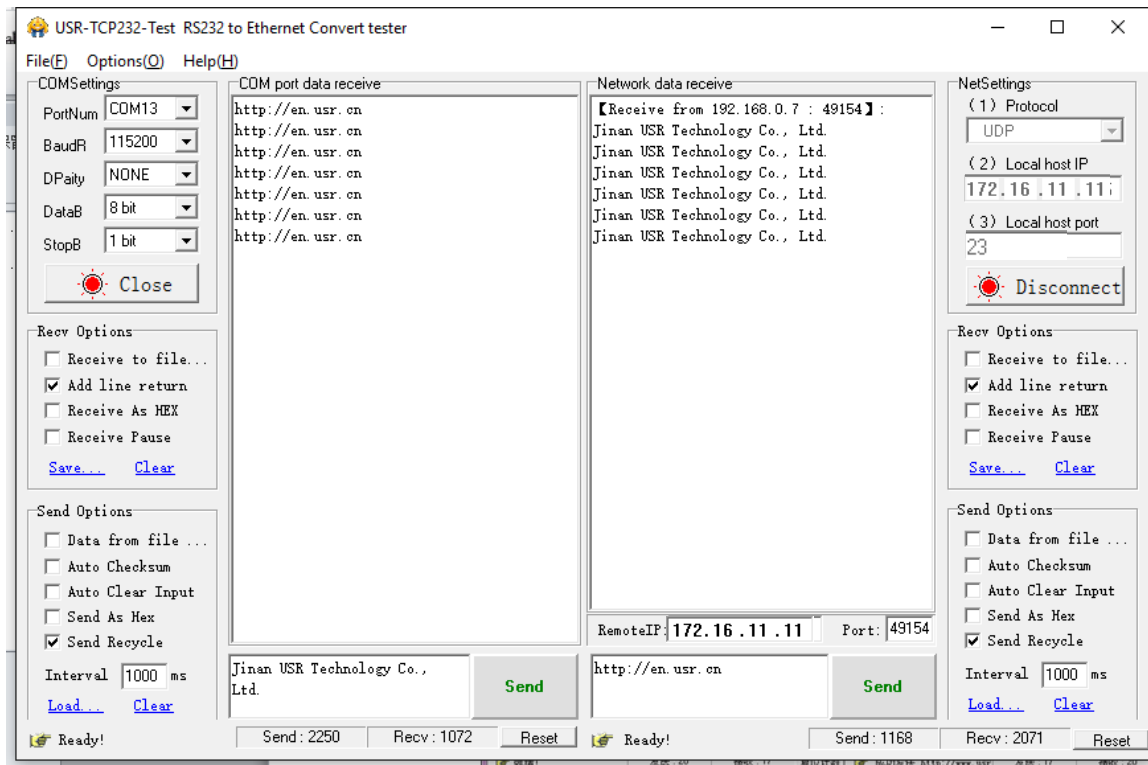 USR-TCP232-Test RS232 to Ethernet Convert tester
File(F) Options(O) Help(H)
COMSettings
PortNum COM13
BaudR 115200
DPaity NONE
DataB 8 bit
StopB 1 bit
Close
Recv Options
Receive to file...
Add line return
Receive As HEX
Receive Pause
Save... Clear
Send Options
Data from file ...
Auto Checksum
Auto Clear Input
Send As Hex
Send Recycle
Interval 1000 ms
Load... Clear
COM port data receive
http://en.usr.cn
http://en.usr.cn
http://en.usr.cn
http://en.usr.cn
http://en.usr.cn
http://en.usr.cn
http://en.usr.cn
Jinan USR Technology Co.,
Ltd.
Send
Network data receive
【Receive from 192.168.0.7 : 49154】:
Jinan USR Technology Co., Ltd.
Jinan USR Technology Co., Ltd.
Jinan USR Technology Co., Ltd.
Jinan USR Technology Co., Ltd.
Jinan USR Technology Co., Ltd.
Jinan USR Technology Co., Ltd.
RemoteIP: 172.16.11.11 Port: 49154
http://en.usr.cn
Send
NetSettings
(1) Protocol
UDP
(2) Local host IP
172.16.11.11
(3) Local host port
23
Disconnect
Recv Options
Receive to file...
Add line return
Receive As HEX
Receive Pause
Save... Clear
Send Options
Data from file ...
Auto Checksum
Auto Clear Input
Send As Hex
Send Recycle
Interval 1000 ms
Load... Clear
Ready! Send : 2250 Recv : 1072 Reset
Ready! Send : 1168 Recv : 2071 Reset